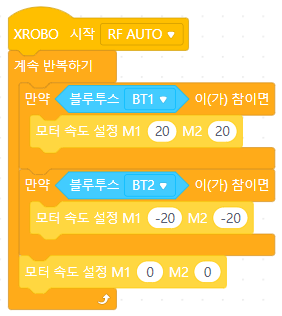 XROBO 시작 RF AUTO
계속 반복하기
만약 블루투스 BT1 이(가) 참이면
모터 속도 설정 M1 20 M2 20
만약 블루투스 BT2 이(가) 참이면
모터 속도 설정 M1 -20 M2 -20
모터 속도 설정 M1 0 M2 0